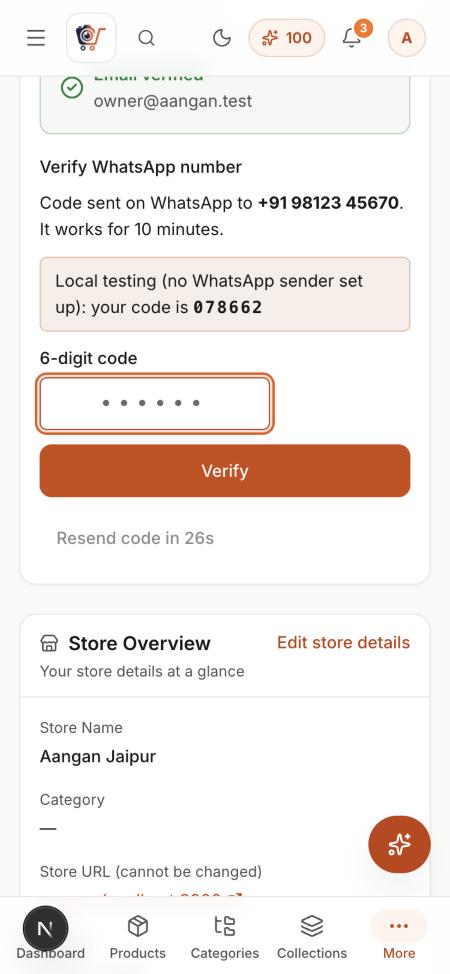 100
3
A
Email verified
owner@aangan.test
Verify WhatsApp number
Code sent on WhatsApp to +91 98123 45670.
It works for 10 minutes.
Local testing (no WhatsApp sender set
up): your code is 078662
6-digit code
Verify
Resend code in 26s
Store Overview
Edit store details
Your store details at a glance
Store Name
Aangan Jaipur
Category
—
Store URL (cannot be changed)
N
Dashboard
Products
Categories
Collections
More